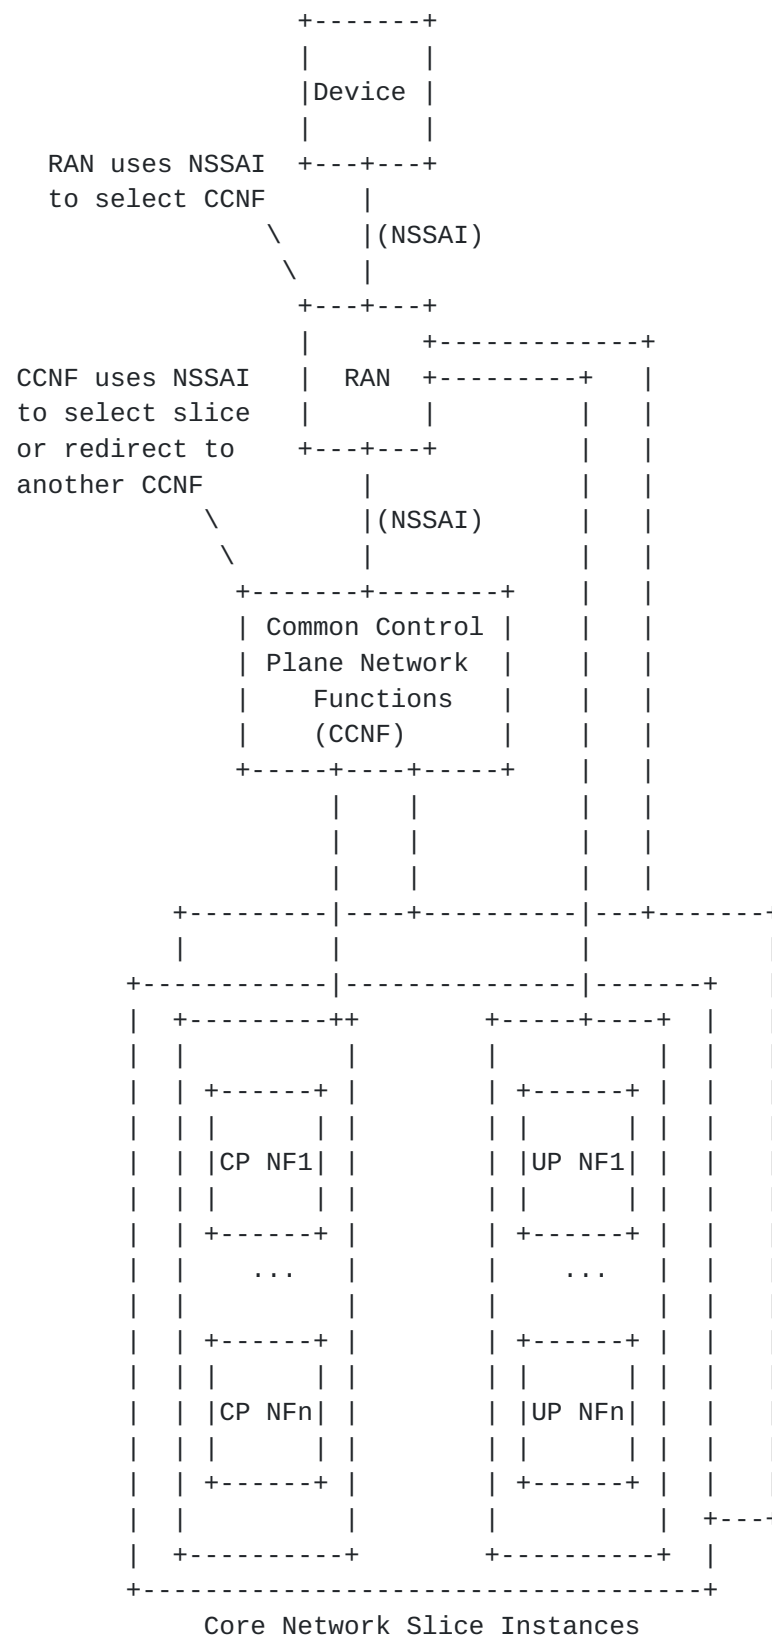 Device
RAN uses NSSAI
to select CCNF
(NSSAI)
RAN
CCNF uses NSSAI
to select slice
or redirect to
another CCNF
(NSSAI)
Common Control
Plane Network
Functions
(CCNF)
CP NF1
UP NF1
... ...
CP NFn
UP NFn
Core Network Slice Instances